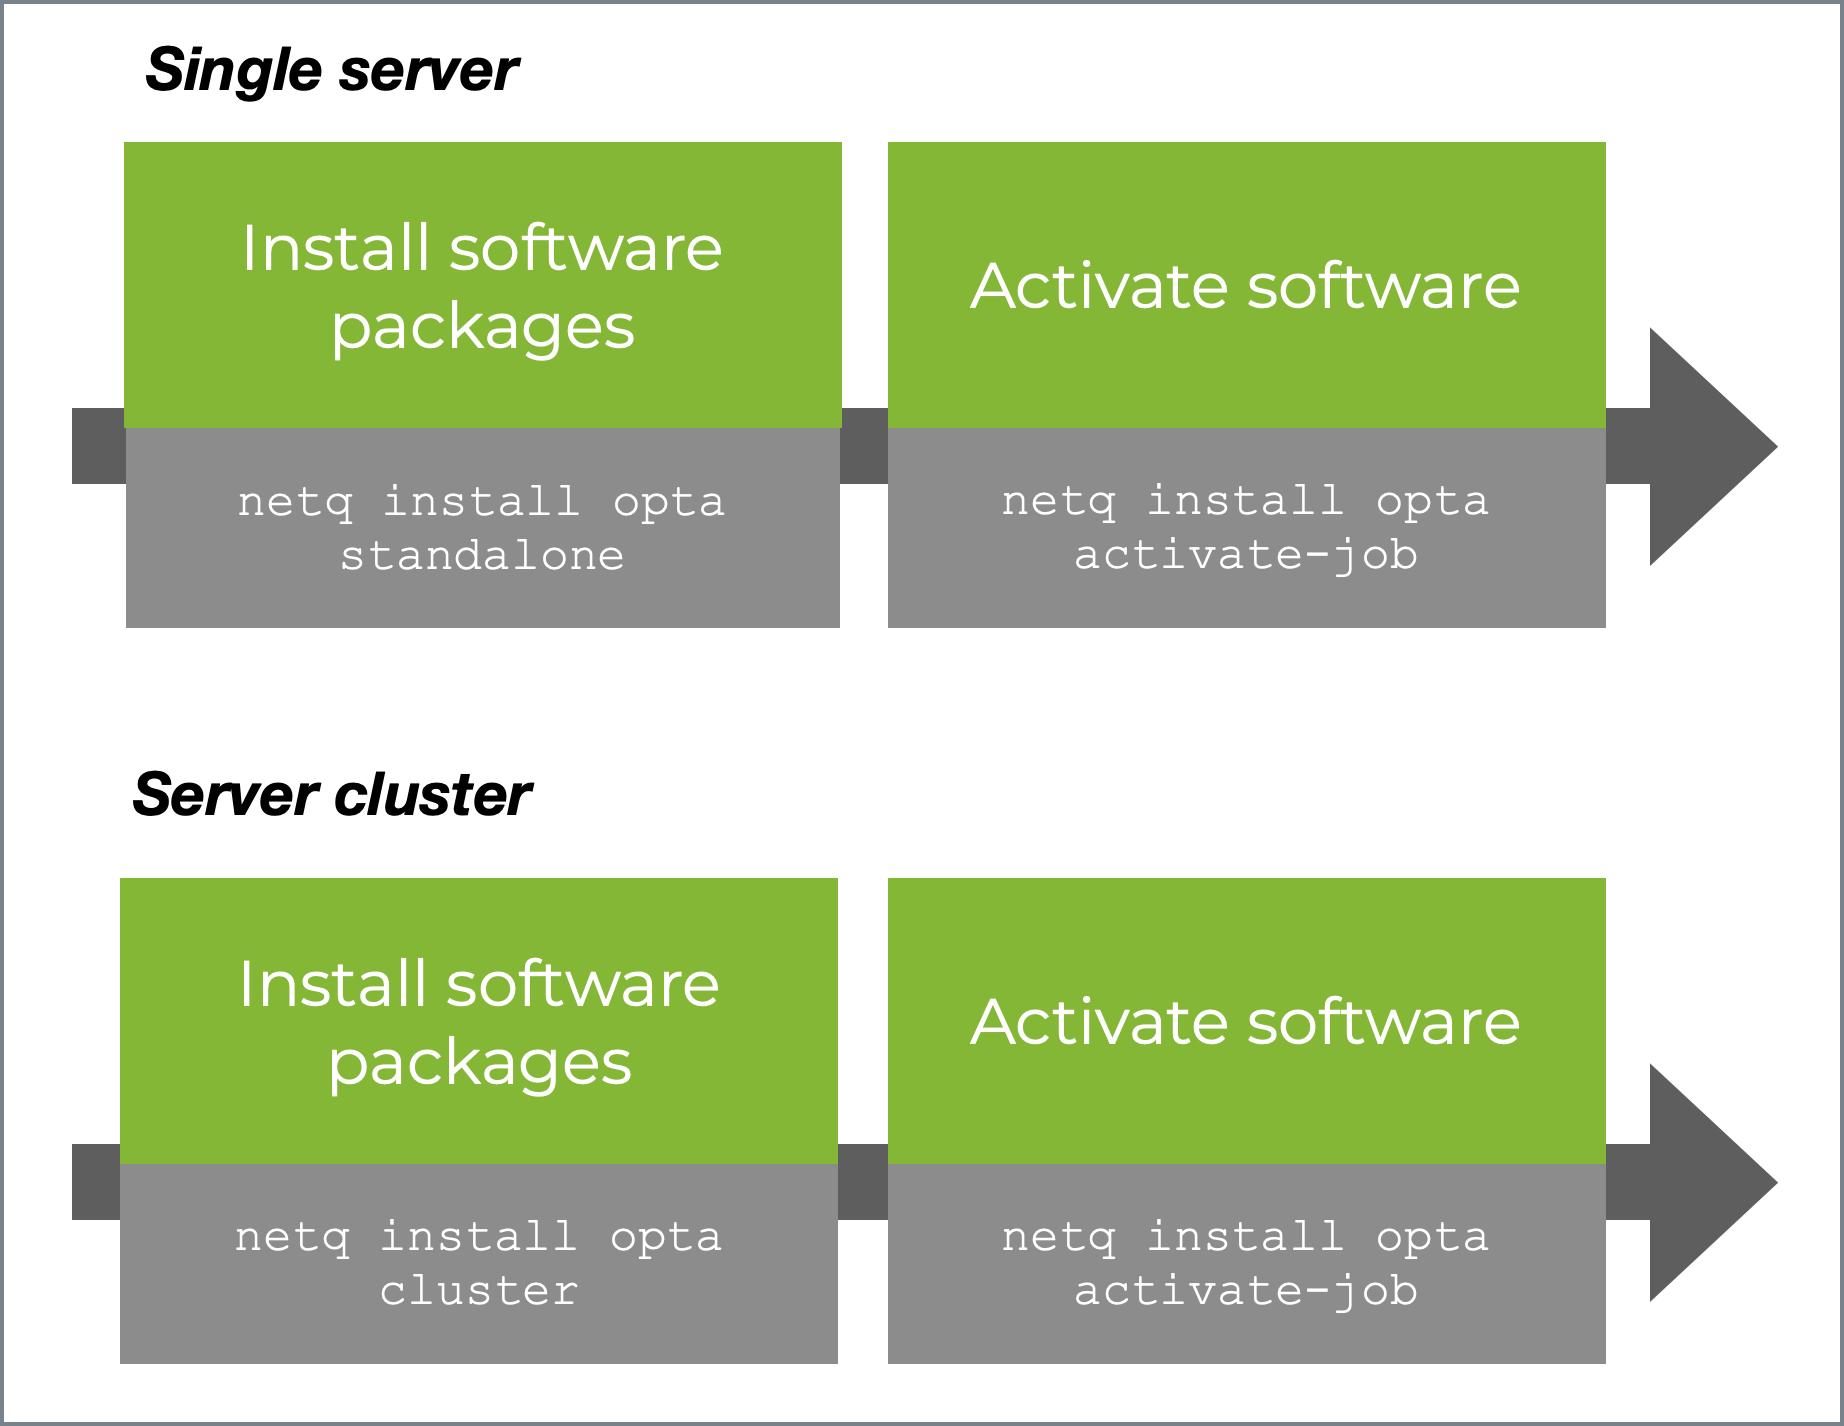 Single server
Install software
packages
netq install opta
standalone
Activate software
netq install opta
activate-job
Server cluster
Install software
packages
netq install opta
cluster
Activate software
netq install opta
activate-job